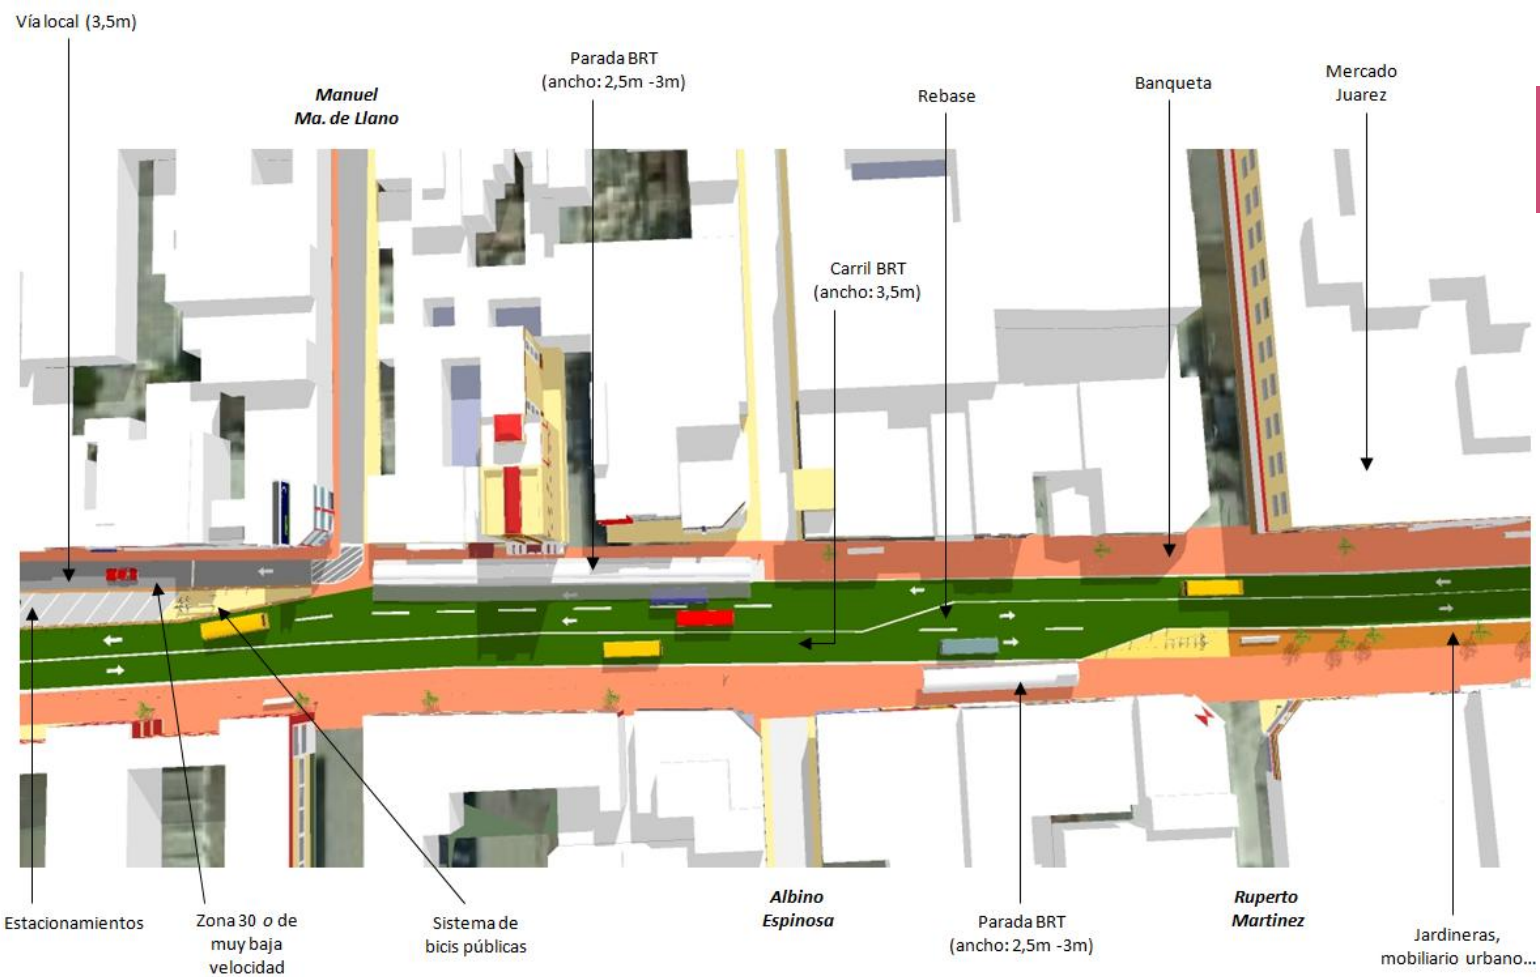 Vía local (3,5m)
Manuel
Ma. de Llano
Parada BRT
(ancho: 2,5m -3m)
Rebase
Banqueta
Mercado
Juarez
Carril BRT
(ancho: 3,5m)
Estacionamientos
Zona 30 o de
muy baja
velocidad
Sistema de
bicis públicas
Albino
Espinosa
Parada BRT
(ancho: 2,5m -3m)
Ruperto
Martinez
Jardineras,
mobiliario urbano...